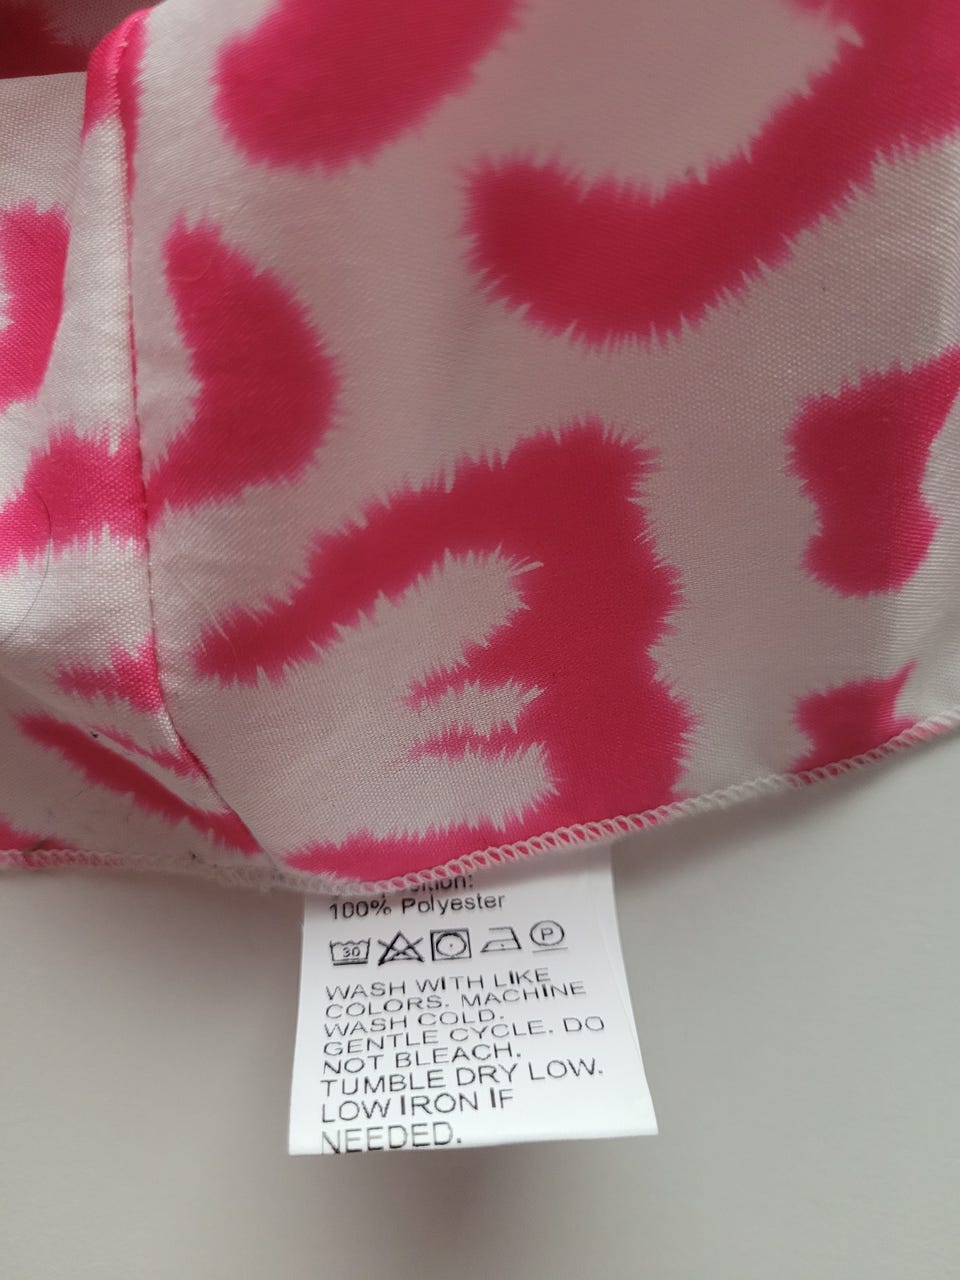 100% Polyester
30 P
WASH WITH LIKE
COLORS. MACHINE
WASH COLD.
GENTLE CYCLE. DO
NOT BLEACH.
TUMBLE DRY LOW.
LOW IRON IF
NEEDED.